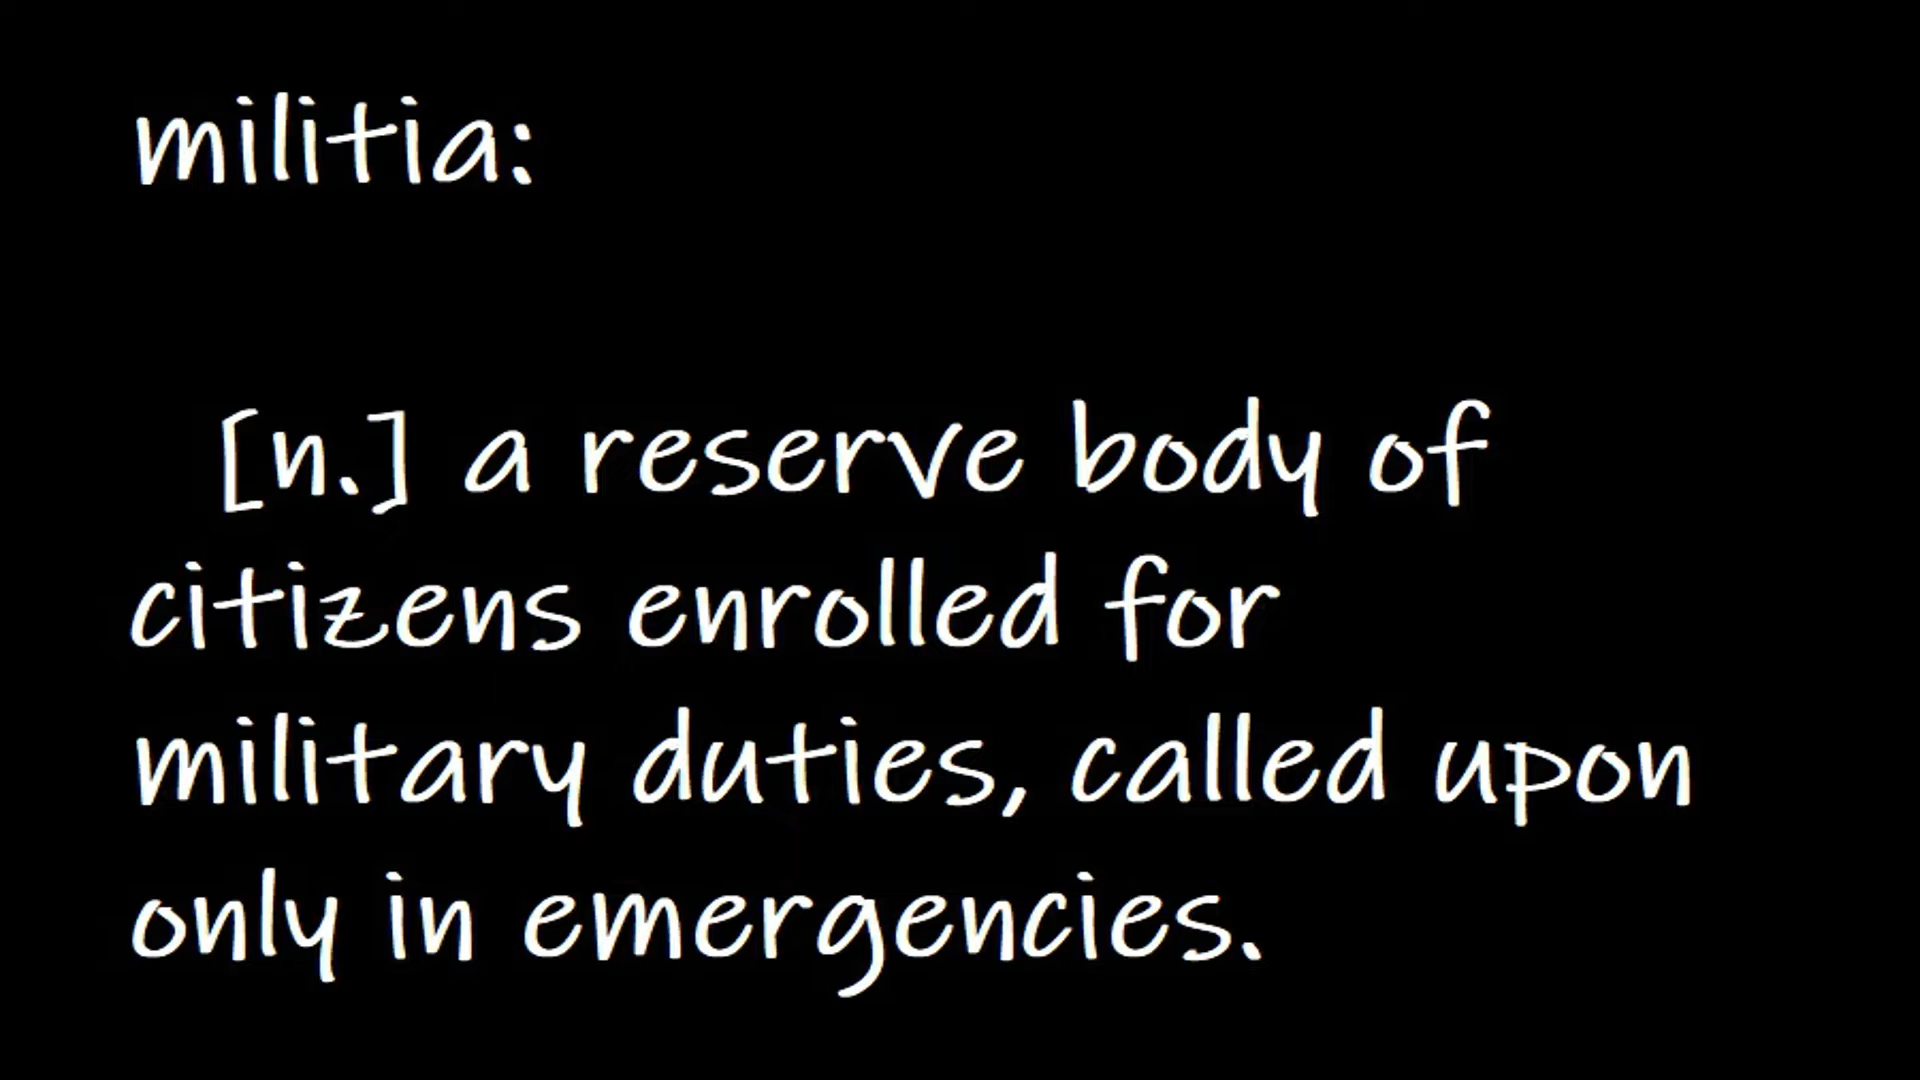 militia:
[n.] a reserve body of
citizens enrolled for
military duties, called upon
only in emergencies.